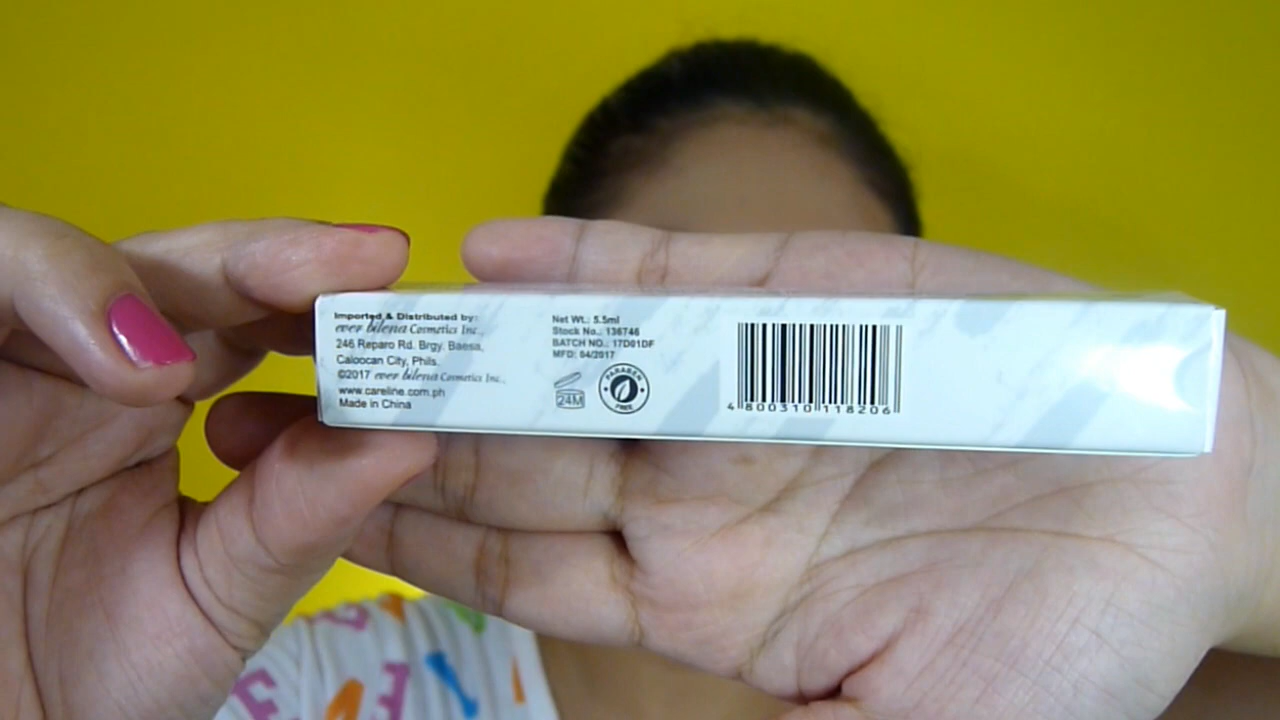 Imported & Distributed by:
ever bilena Cosmetics Inc.,
246 Reparo Rd. Brgy. Baesa,
Caloocan City, Phils.
©2017 ever bilena Cosmetics Inc.,
www.careline.com.ph
Made in China
Net Wt.: 5.5ml
Stock No.: 136746
BATCH NO.: 17D01DF
MFD: 04/2017
24M
PARABEN
FREE
4 800310 118206